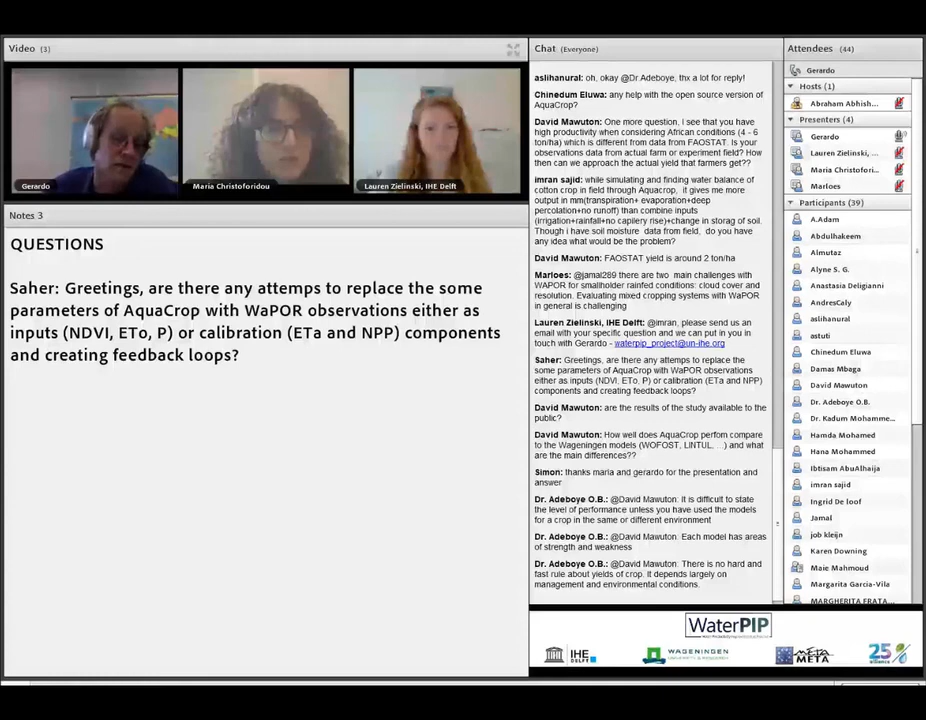 Video (3)
Gerardo
Maria Christoforidou
Lauren Zielinski, IHE Delft
Notes 3
QUESTIONS
Saher: Greetings, are there any attemps to replace the some
parameters of AquaCrop with WaPOR observations either as
inputs (NDVI, ETo, P) or calibration (ETa and NPP) components
and creating feedback loops?
Chat (Everyone)
aslihanural: oh, okay @Dr Adeboye, thx a lot for reply!
Chinedum Eluwa: any help with the open source version of
AquaCrop?
David Mawuton: One more question, I see that you have
high productivity when considering African conditions (4 - 6
ton/ha) which is different from data from FAOSTAT. Is your
observations data from actual farm or experiment field? How
then can we approach the actual yield that farmers get??
imran sajid: while simulating and finding water balance of
cotton crop in field through Aquacrop, it gives me more
output in mm(transpiration+ evaporation+deep
percolation+no runoff) than combine inputs
(irrigation+rainfall+no capilery rise)+change in storag of soil.
Though i have soil moisture data from field, do you have
any idea what would be the problem?
David Mawuton: FAOSTAT yield is around 2 ton/ha
Marloes: @jamal289 there are two main challenges with
WAPOR for smallholder rainfed conditions: cloud cover and
resolution. Evaluating mixed cropping systems with WaPOR
in general is challenging
Lauren Zielinski, IHE Delft: @imran, please send us an
email with your specific question and we can put you in
touch with Gerardo - waterpip_project@un-ihe.org
Saher: Greetings, are there any attemps to replace the
some parameters of AquaCrop with WaPOR observations
either as inputs (NDVI, ETo, P) or calibration (ETa and NPP)
components and creating feedback loops?
David Mawuton: are the results of the study available to the
public?
David Mawuton: How well does AquaCrop perfom compare
to the Wageningen models (WOFOST, LINTUL, ...) and what
are the main differences??
Simon: thanks maria and gerardo for the presentation and
answer
Dr. Adeboye O.B.: @David Mawuton: It is difficult to state
the level of performance unless you have used the models
for a crop in the same or different environment
Dr. Adeboye O.B.: @David Mawuton: Each model has areas
of strength and weakness
Dr. Adeboye O.B.: @David Mawuton: There is no hard and
fast rule about yields of crop. It depends largely on
management and environmental conditions.
Attendees (44)
Gerardo
Hosts (1)
Abraham Abhish...
Presenters (4)
Gerardo
Lauren Zielinski, ...
Maria Christofori...
Marloes
Participants (39)
A.Adam
Abdulhakeem
Almutaz
Alyne S. G.
Anastasia Deligianni
AndresCaly
aslihanural
astuti
Chinedum Eluwa
Damas Mbaga
David Mawuton
Dr. Adeboye O.B.
Dr. Kadum Mohamme...
Hamda Mohamed
Hana Mohammed
Ibtisam AbuAlhaija
imran sajid
Ingrid De loof
Jamal
job kleijn
Karen Downing
Maie Mahmoud
Margarita Garcia-Vila
MARGHERITA FRATA...
WaterPIP
IHE
DELFT
WAGENINGEN
META
META
25
alliance